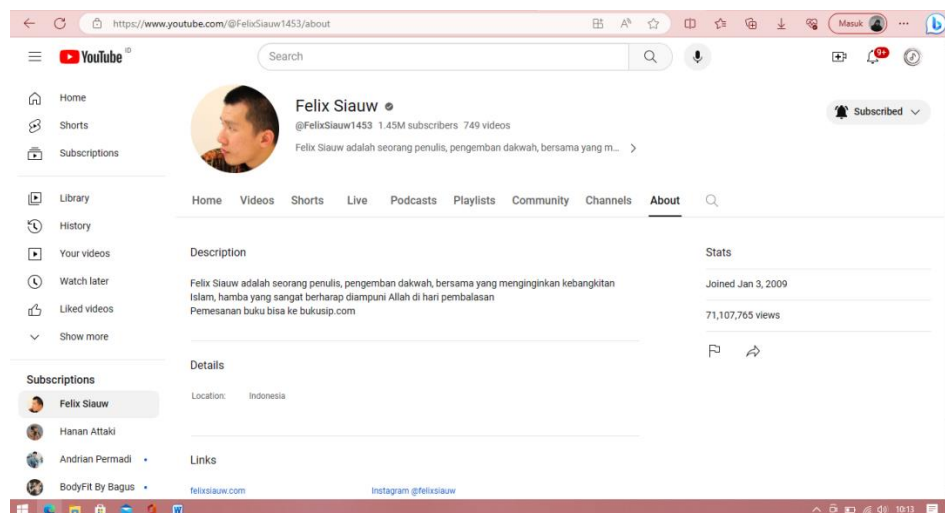 https://www.youtube.com/@FelixSiauw1453/about
Masuk
YouTube ID
Search
9+
Home
Shorts
Subscriptions
Library
History
Your videos
Watch later
Liked videos
Show more
Subscriptions
Felix Siauw
Hanan Attaki
Andrian Permadi
BodyFit By Bagus
Felix Siauw
@FelixSiauw1453 1.45M subscribers 749 videos
Felix Siauw adalah seorang penulis, pengemban dakwah, bersama yang m...
Subscribed
Home Videos Shorts Live Podcasts Playlists Community Channels About
Description
Felix Siauw adalah seorang penulis, pengemban dakwah, bersama yang menginginkan kebangkitan
Islam, hamba yang sangat berharap diampuni Allah di hari pembalasan
Pemesanan buku bisa ke bukusip.com
Details
Location: Indonesia
Links
felixsiauw.com Instagram @felixsiauw
Stats
Joined Jan 3, 2009
71,107,765 views
10:13